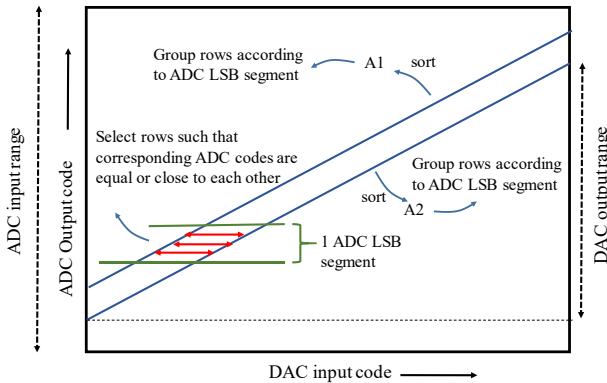 Group rows according
to ADC LSB segment
A1
sort
Select rows such that
corresponding ADC codes are
equal or close to each other
Group rows according
to ADC LSB segment
sort
A2
1 ADC LSB
segment
ADC input range
ADC Output code
DAC output range
DAC input code